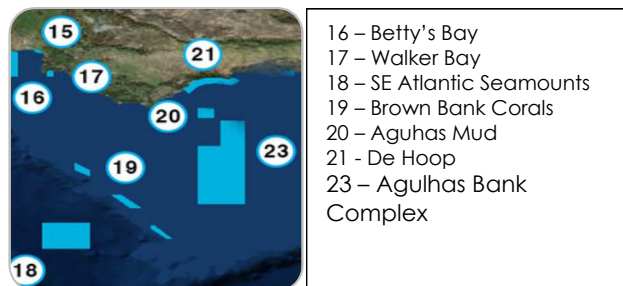 15
21
17
16
20
23
19
18
16 – Betty's Bay
17 – Walker Bay
18 – SE Atlantic Seamounts
19 – Brown Bank Corals
20 – Aguhas Mud
21 - De Hoop
23 – Agulhas Bank
Complex